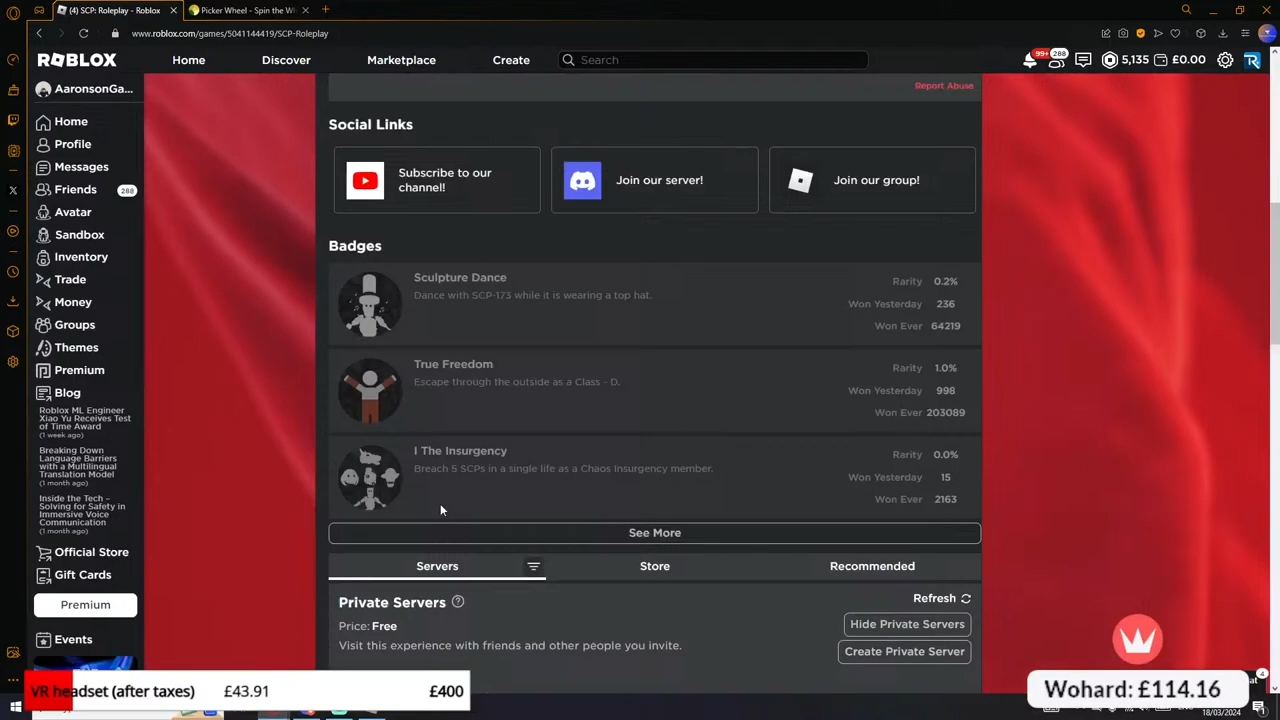 (4) SCP: Roleplay - Roblox
Picker Wheel - Spin the W
www.roblox.com/games/5041144419/SCP-Roleplay
ROBLOX
Home
Discover
Marketplace
Create
Search
99+
288
5,135
£0.00
AaronsonGa...
Home
Profile
Messages
Friends
288
Avatar
Sandbox
Inventory
Trade
Money
Groups
Themes
Premium
Blog
Roblox ML Engineer
Xiao Yu Receives Test
of Time Award
(1 week ago)
Breaking Down
Language Barriers
with a Multilingual
Translation Model
(1 month ago)
Inside the Tech –
Solving for Safety in
Immersive Voice
Communication
(1 month ago)
Official Store
Gift Cards
Premium
Events
Report Abuse
Social Links
Subscribe to our
channel!
Join our server!
Join our group!
Badges
Sculpture Dance
Dance with SCP-173 while it is wearing a top hat.
Rarity 0.2%
Won Yesterday 236
Won Ever 64219
True Freedom
Escape through the outside as a Class - D.
Rarity 1.0%
Won Yesterday 998
Won Ever 203089
I The Insurgency
Breach 5 SCPs in a single life as a Chaos Insurgency member.
Rarity 0.0%
Won Yesterday 15
Won Ever 2163
See More
Servers
Store
Recommended
Private Servers
Refresh
Price: Free
Hide Private Servers
Visit this experience with friends and other people you invite.
Create Private Server
VR headset (after taxes) £43.91 £400
Wohard: £114.16
4
18/03/2024